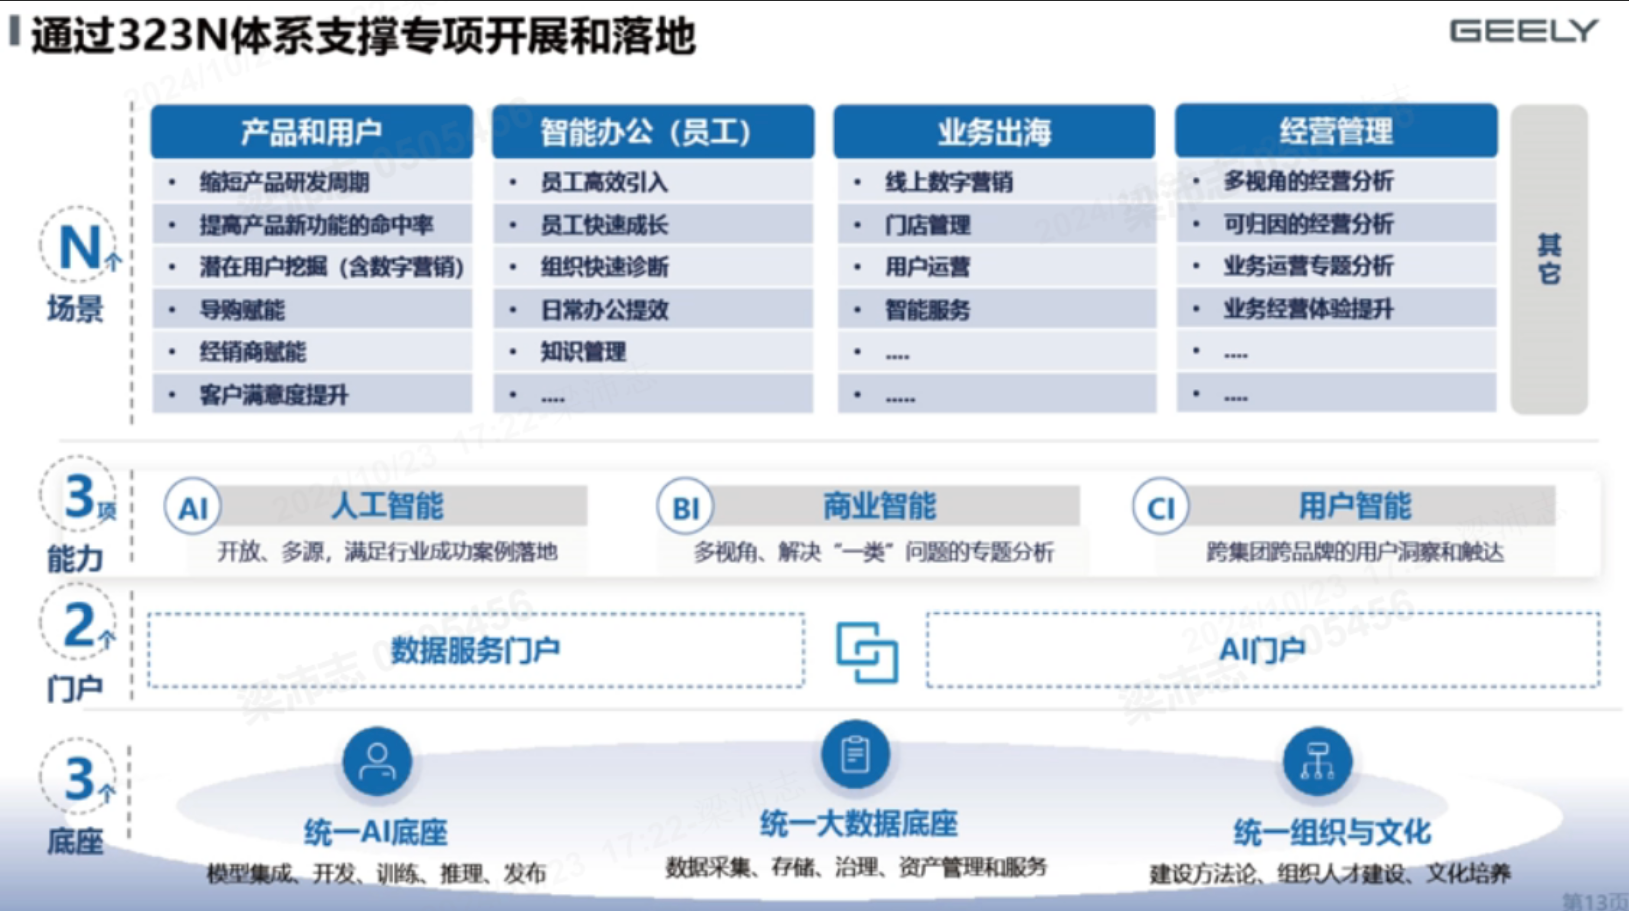 通过323N体系支撑专项开展和落地
GEELY
N个
场景
产品和用户
• 缩短产品研发周期
• 提高产品新功能的命中率
• 潜在用户挖掘（含数字营销）
• 导购赋能
• 经销商赋能
• 客户满意度提升
智能办公（员工）
• 员工高效引入
• 员工快速成长
• 组织快速诊断
• 日常办公提效
• 知识管理
• ....
业务出海
• 线上数字营销
• 门店管理
• 用户运营
• 智能服务
• ....
• .....
经营管理
• 多视角的经营分析
• 可归因的经营分析
• 业务运营专题分析
• 业务经营体验提升
• ....
• ....
其
它
3项
能力
AI 人工智能
开放、多源，满足行业成功案例落地
BI 商业智能
多视角、解决“一类”问题的专题分析
CI 用户智能
跨集团跨品牌的用户洞察和触达
2个
门户
数据服务门户
AI门户
3个
底座
统一AI底座
模型集成、开发、训练、推理、发布
统一大数据底座
数据采集、存储、治理、资产管理和服务
统一组织与文化
建设方法论、组织人才建设、文化培养
第13页
梁沛志 0505456
2024/10/23 17:22-梁沛志